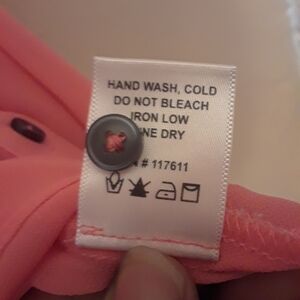 HAND WASH, COLD
DO NOT BLEACH
IRON LOW
DRY
# 117611